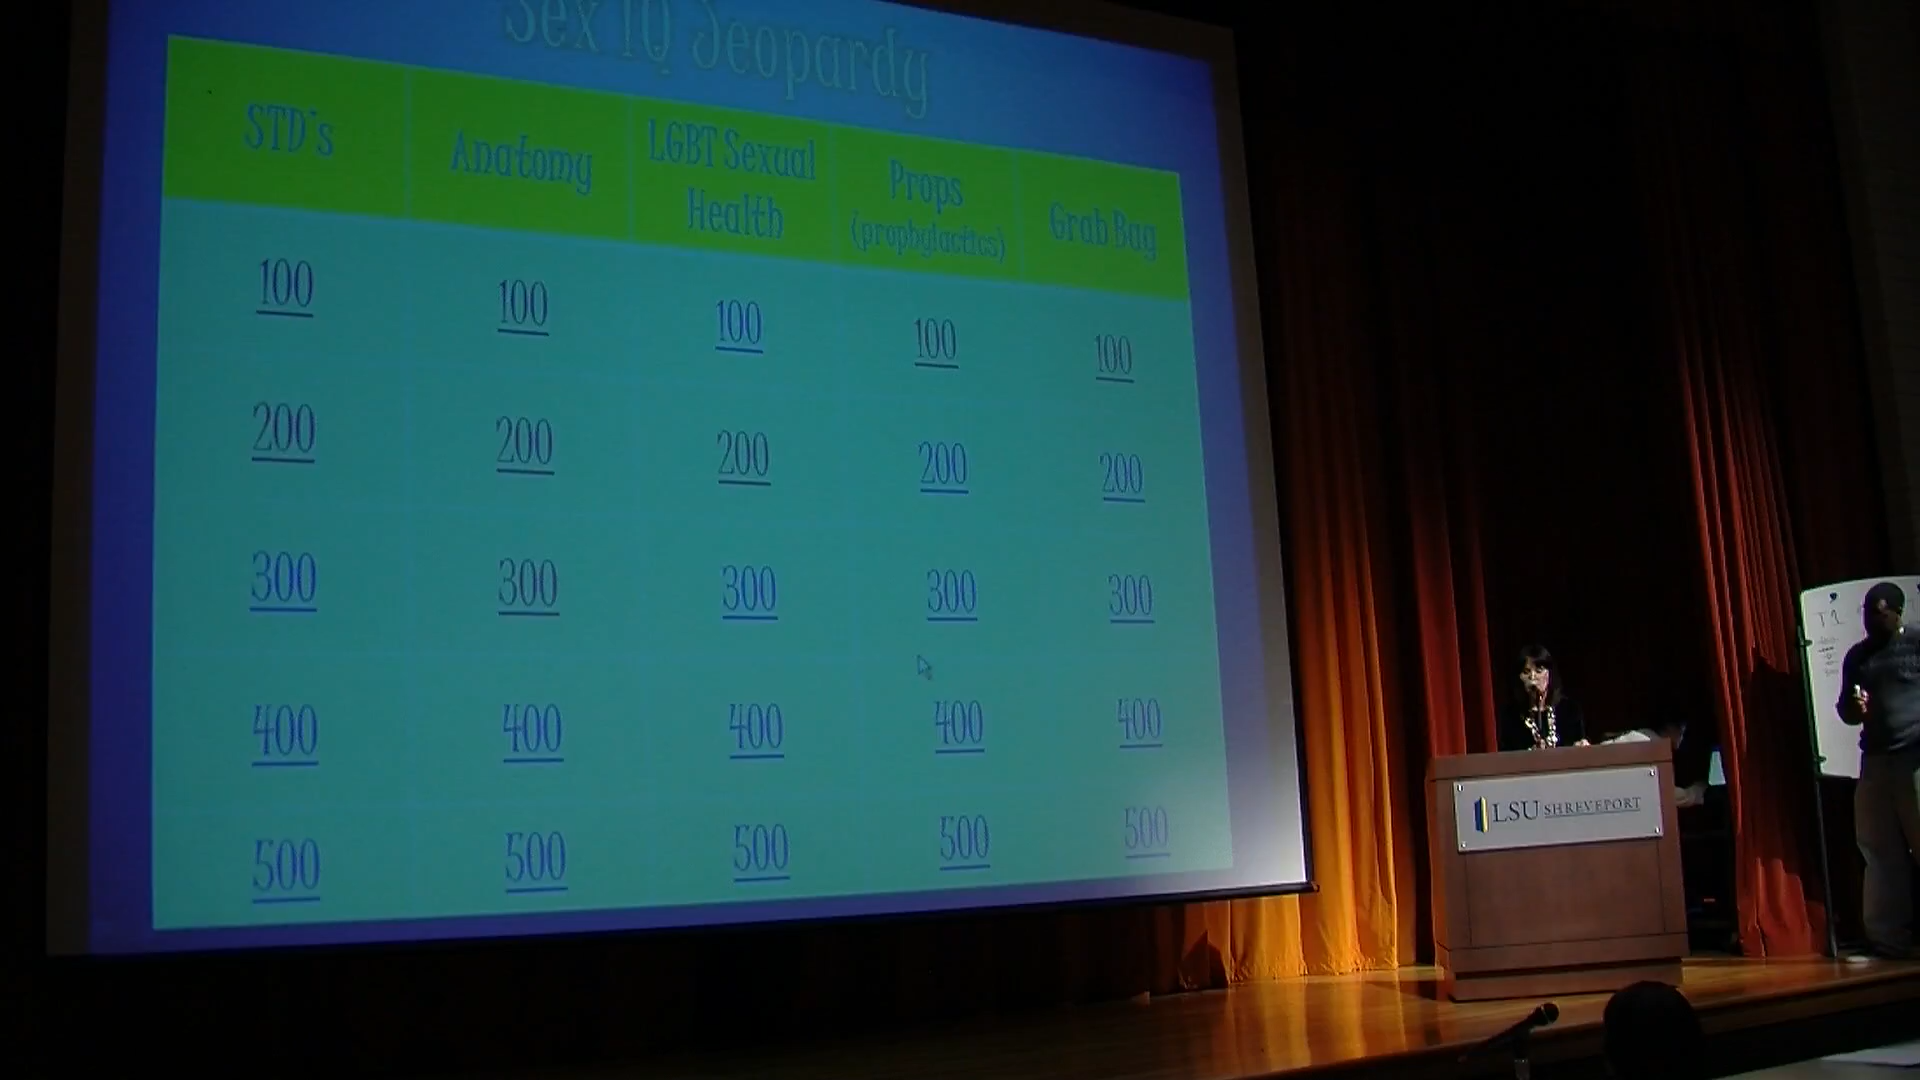 Sex IQ Jeopardy
STD's
Anatomy
LGBT Sexual
Health
Props
(prophylactics)
Grab Bag
100 100 100 100 100
200 200 200 200 200
300 300 300 300 300
400 400 400 400 400
500 500 500 500 500
LSU SHREVEPORT
T1